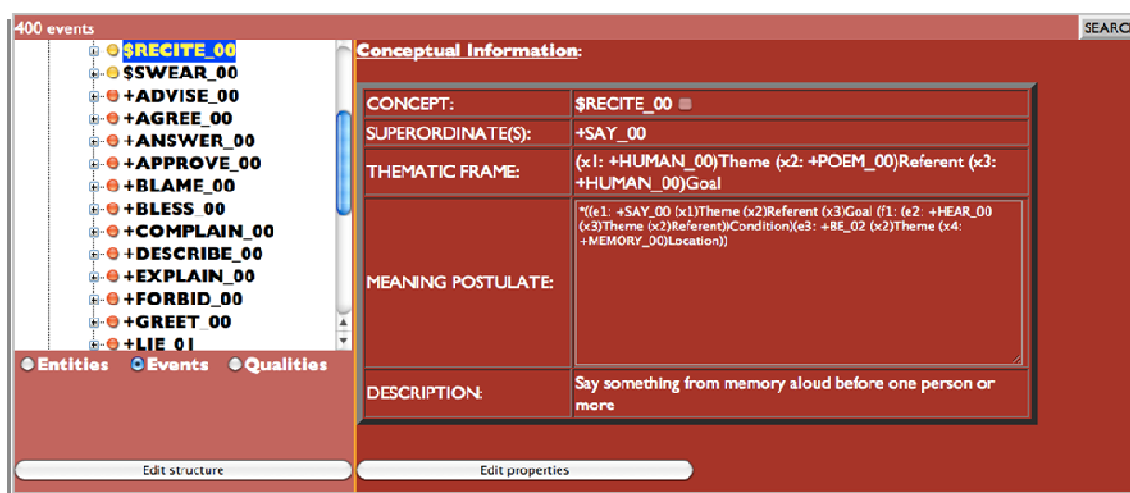 400 events
SEARC
$RECITE_00
$SWEAR_00
+ADVISE_00
+AGREE_00
+ANSWER_00
+APPROVE_00
+BLAME_00
+BLESS_00
+COMPLAIN_00
+DESCRIBE_00
+EXPLAIN_00
+FORBID_00
+GREET_00
+LIE_01
Entities Events Qualities
Edit structure
Conceptual Information:
CONCEPT: $RECITE_00
SUPERORDINATE(S): +SAY_00
THEMATIC FRAME: (x1: +HUMAN_00)Theme (x2: +POEM_00)Referent (x3:
+HUMAN_00)Goal
MEANING POSTULATE:
*((e1: +SAY_00 (x1)Theme (x2)Referent (x3)Goal (f1: (e2: +HEAR_00
(x3)Theme (x2)Referent))Condition)(e3: +BE_02 (x2)Theme (x4:
+MEMORY_00)Location))
DESCRIPTION: Say something from memory aloud before one person or
more
Edit properties